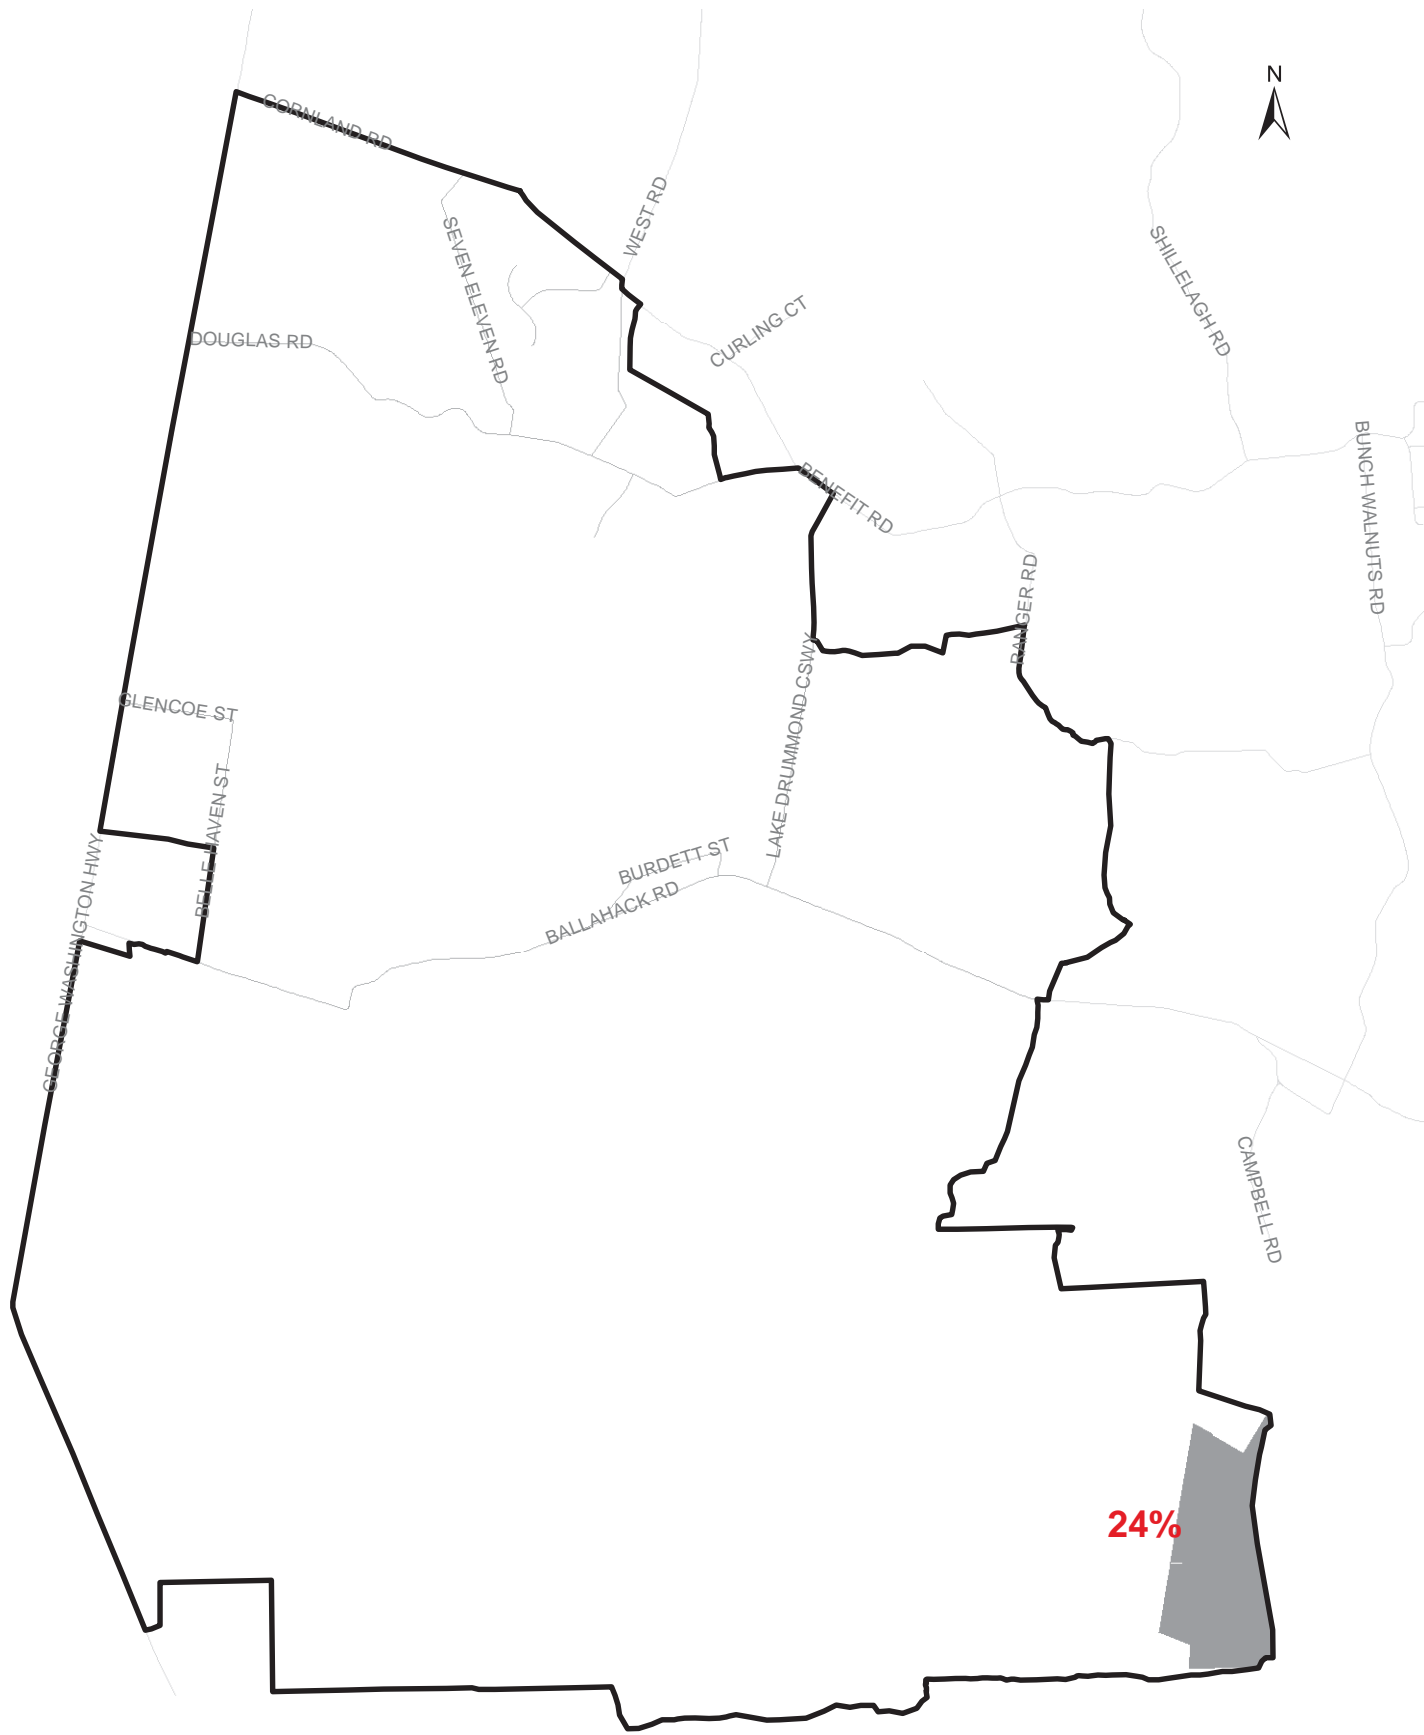 N
CORNLAND RD
WEST RD
SEVEN ELEVEN RD
SHILLELAGH RD
CURLING CT
DOUGLAS RD
BUNCH WALNUTS RD
BENEFIT RD
RANGER RD
LAKE DRUMMOND CSWY
GLENCOE ST
BELLE HAVEN ST
GEORGE WASHINGTON HWY
BURDETT ST
BALLAHACK RD
CAMPBELL RD
24%